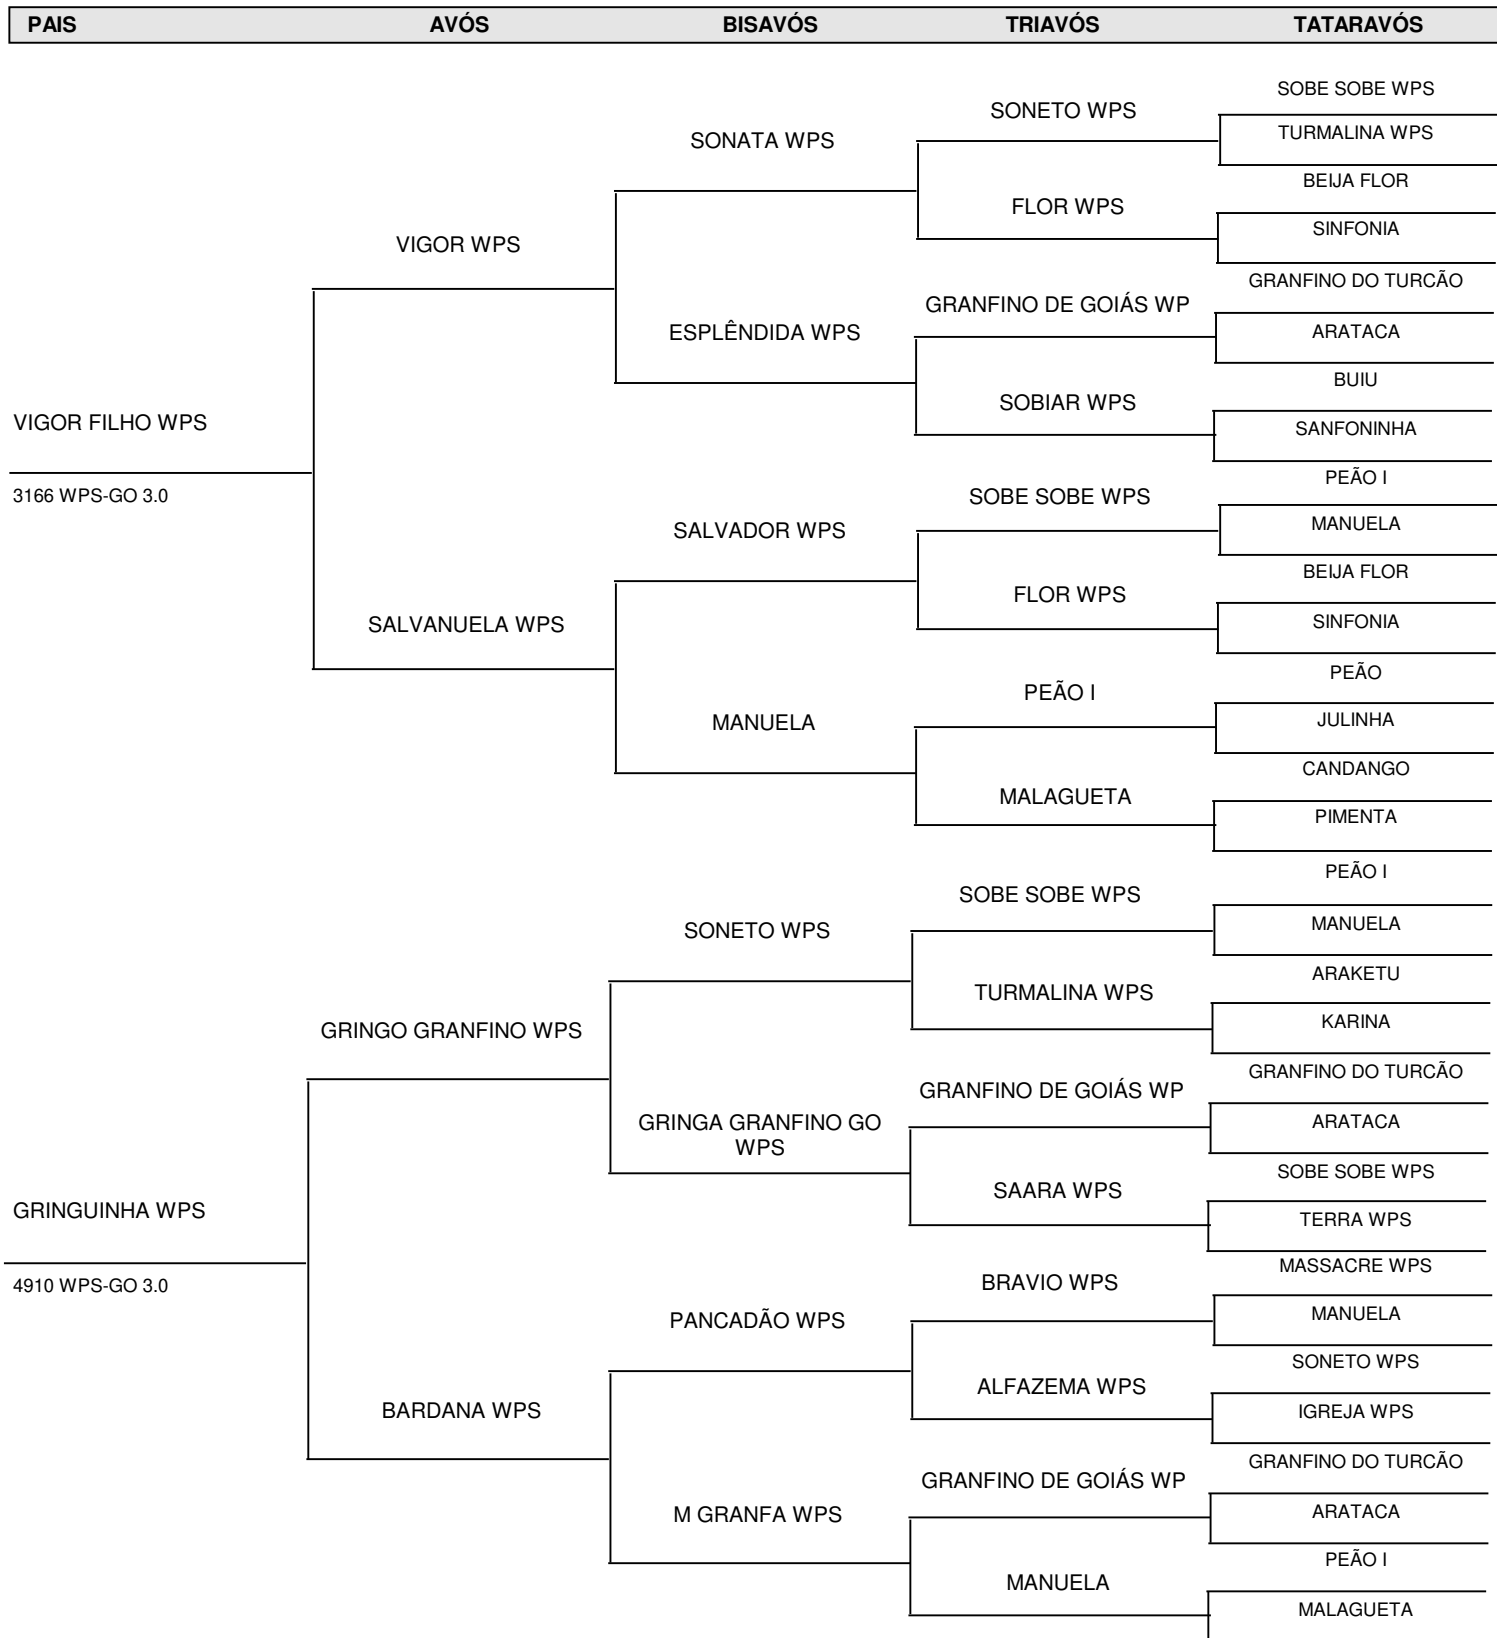 PAIS AVÓS BISAVÓS TRIAVÓS TATARAVÓS
SOBE SOBE WPS
SONETO WPS
TURMALINA WPS
SONATA WPS
BEIJA FLOR
FLOR WPS
SINFONIA
VIGOR WPS
GRANFINO DO TURCÃO
GRANFINO DE GOIÁS WP
ARATACA
ESPLÊNDIDA WPS
BUIU
SOBIAR WPS
SANFONINHA
VIGOR FILHO WPS
3166 WPS-GO 3.0
PEÃO I
SOBE SOBE WPS
MANUELA
SALVADOR WPS
BEIJA FLOR
FLOR WPS
SINFONIA
SALVANUELA WPS
PEÃO
PEÃO I
JULINHA
MANUELA
CANDANGO
MALAGUETA
PIMENTA
PEÃO I
SOBE SOBE WPS
MANUELA
SONETO WPS
ARAKETU
TURMALINA WPS
KARINA
GRINGO GRANFINO WPS
GRANFINO DO TURCÃO
GRANFINO DE GOIÁS WP
ARATACA
GRINGA GRANFINO GO
WPS
SOBE SOBE WPS
SAARA WPS
TERRA WPS
GRINGUINHA WPS
4910 WPS-GO 3.0
MASSACRE WPS
BRAVIO WPS
MANUELA
PANCADÃO WPS
SONETO WPS
ALFAZEMA WPS
IGREJA WPS
BARDANA WPS
GRANFINO DO TURCÃO
GRANFINO DE GOIÁS WP
ARATACA
M GRANFA WPS
PEÃO I
MANUELA
MALAGUETA